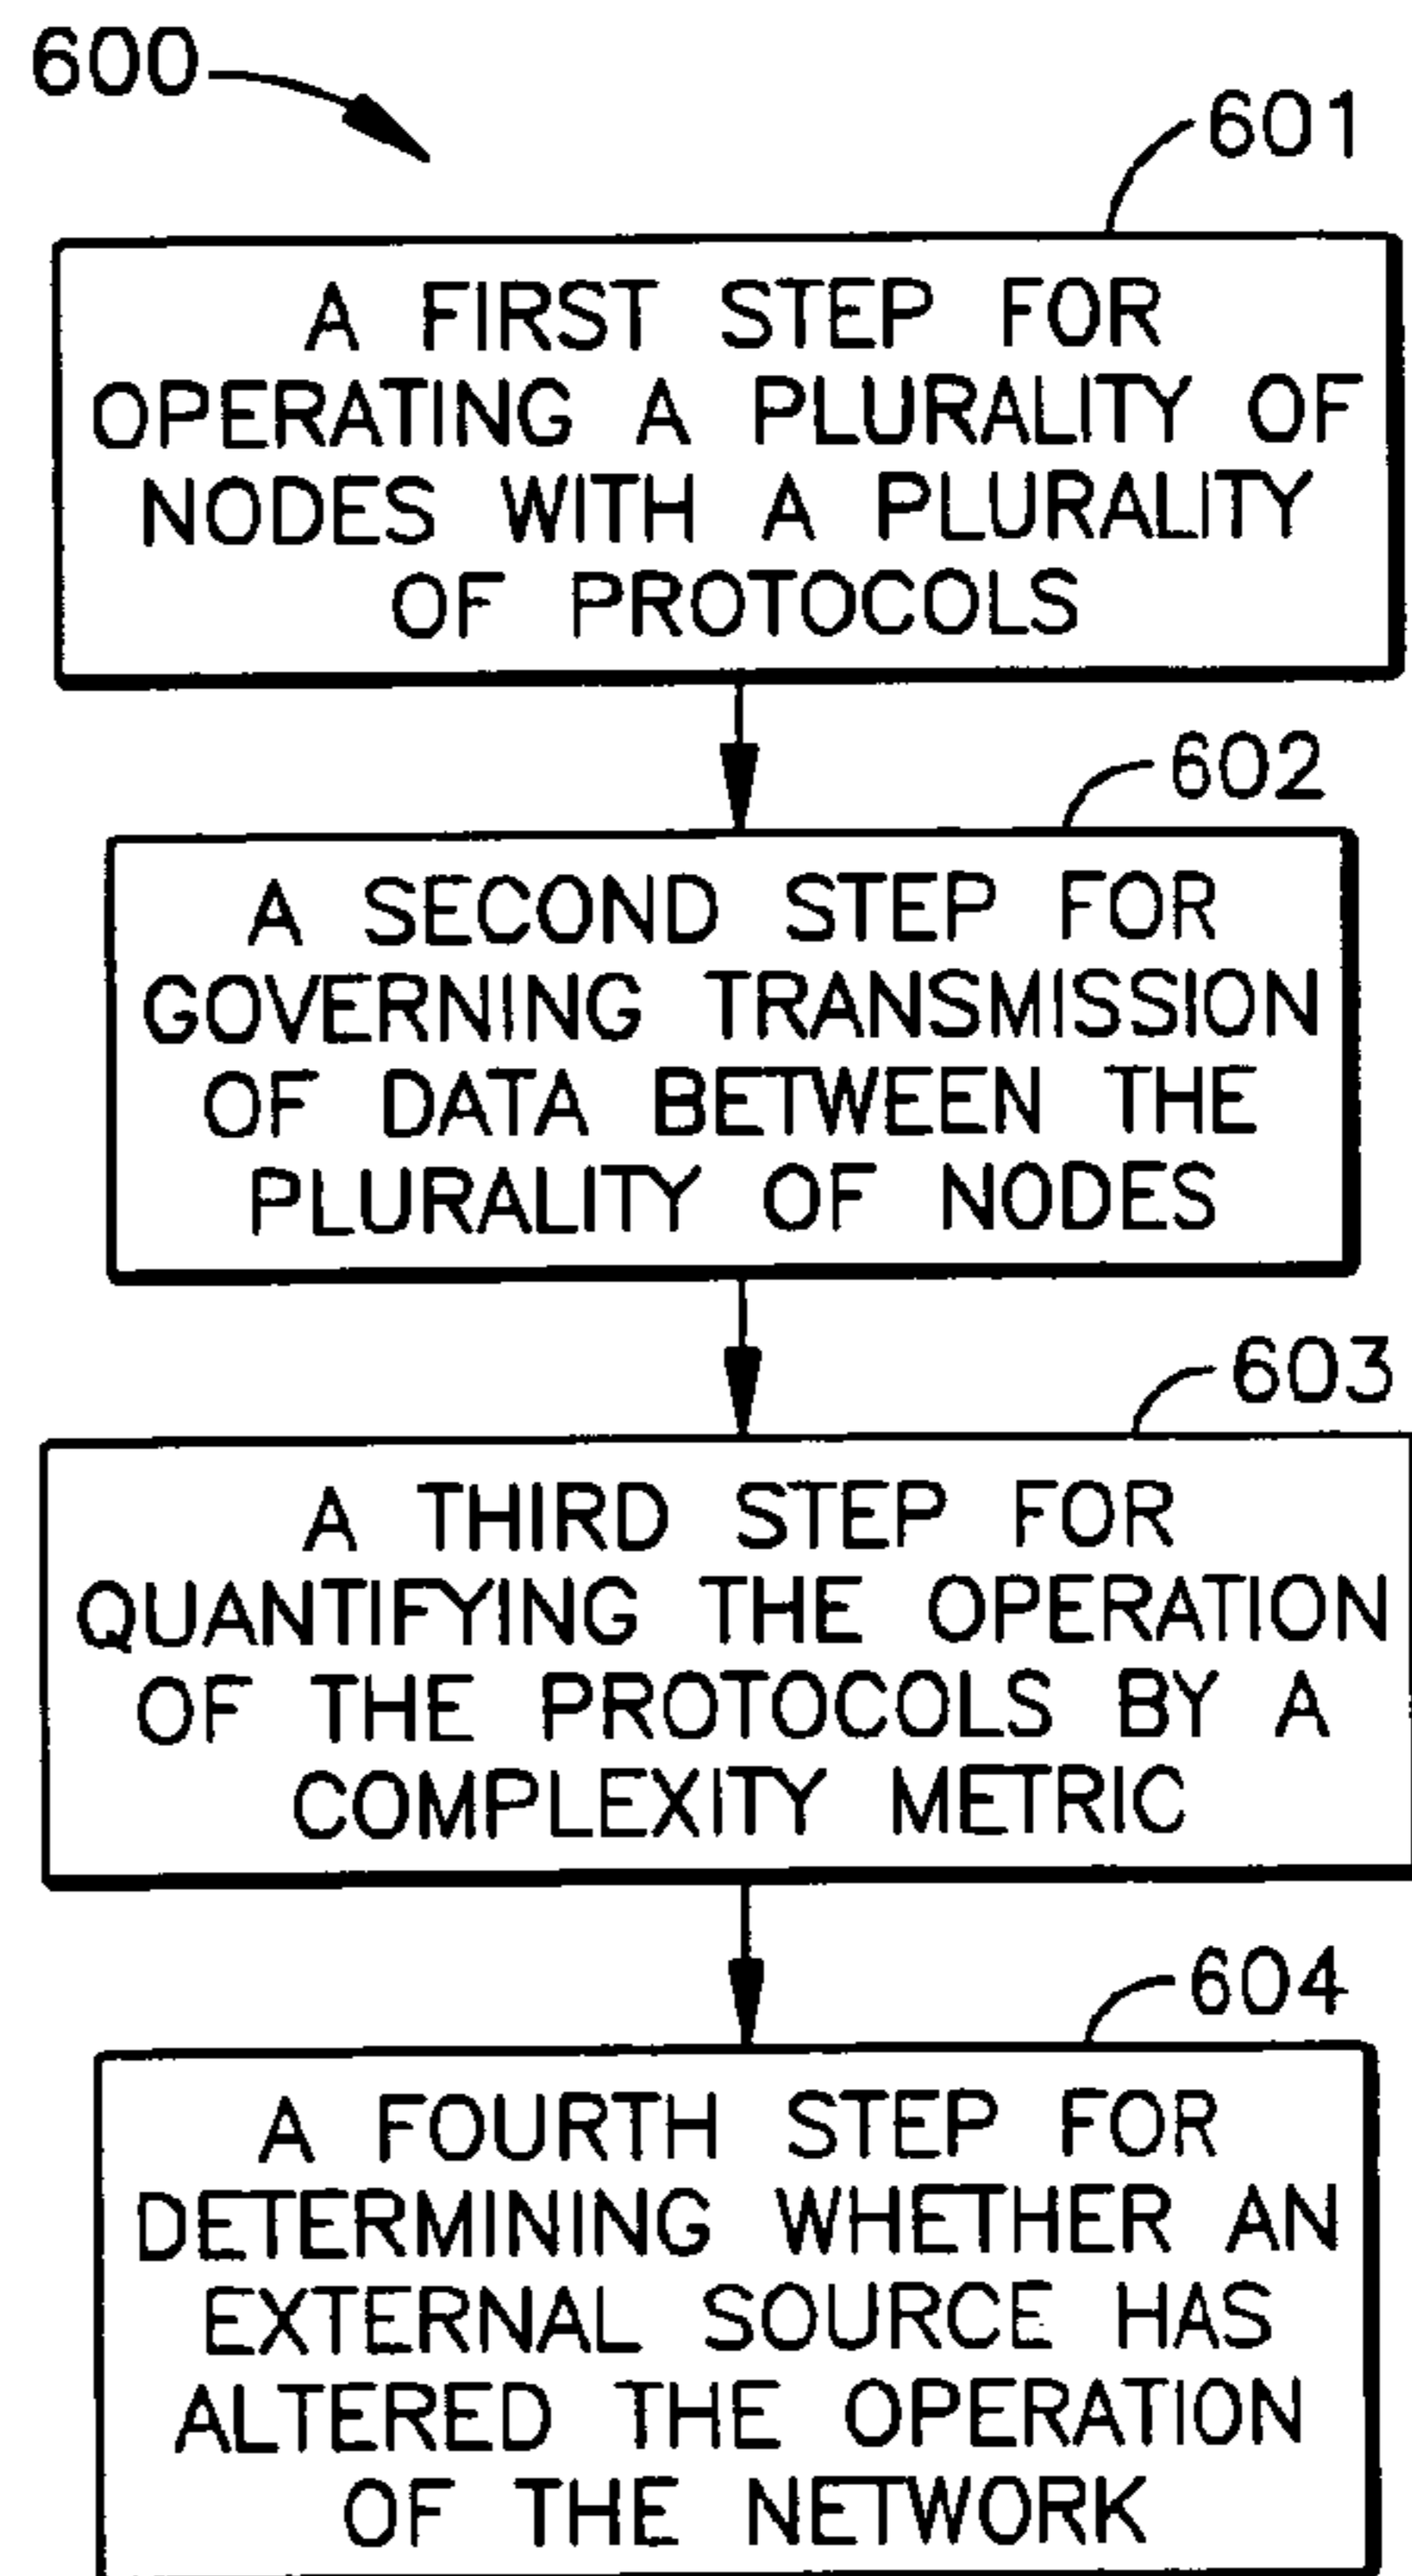 600
601
A FIRST STEP FOR
OPERATING A PLURALITY OF
NODES WITH A PLURALITY
OF PROTOCOLS
602
A SECOND STEP FOR
GOVERNING TRANSMISSION
OF DATA BETWEEN THE
PLURALITY OF NODES
603
A THIRD STEP FOR
QUANTIFYING THE OPERATION
OF THE PROTOCOLS BY A
COMPLEXITY METRIC
604
A FOURTH STEP FOR
DETERMINING WHETHER AN
EXTERNAL SOURCE HAS
ALTERED THE OPERATION
OF THE NETWORK